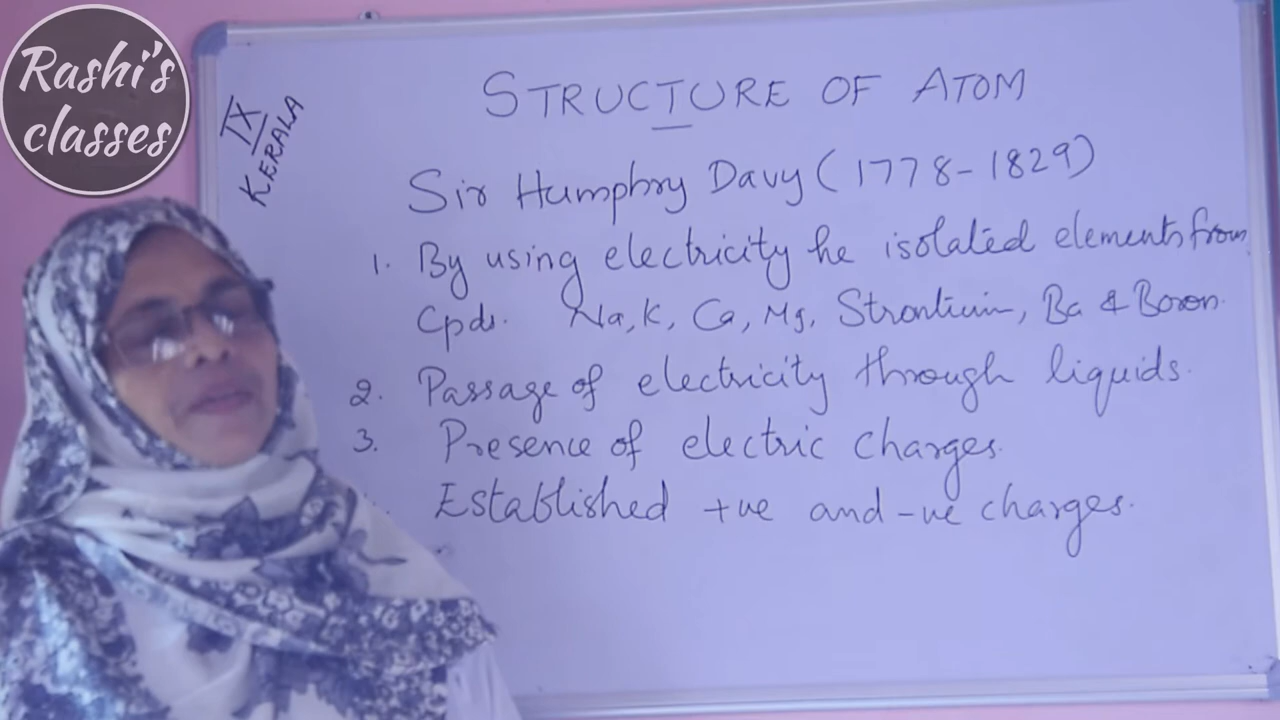 Rashi's
classes
IX
KERALA
STRUCTURE OF ATOM
Sir Humphry Davy (1778-1829)
1. By using electricity he isolated elements from
Cpds. Na, K, Ca, Mg, Strontium, Ba & Boron.
2. Passage of electricity through liquids.
3. Presence of electric charges.
Established +ve and -ve charges.